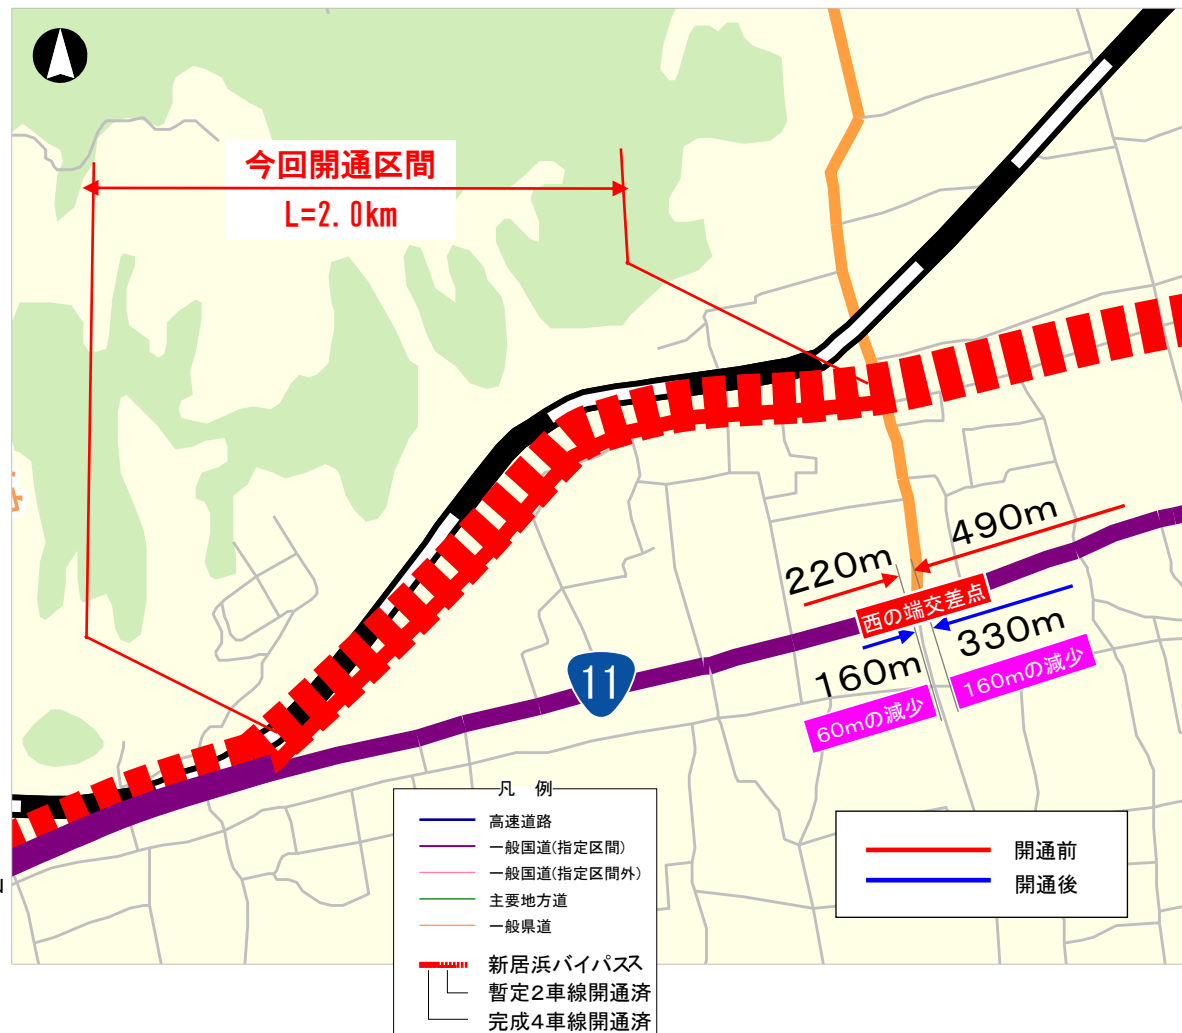 今回開通区間
L=2.0km
490m
220m
西の端交差点
330m
160m
160mの減少
60mの減少
11
凡 例
高速道路
一般国道(指定区間)
一般国道(指定区間外)
主要地方道
一般県道
新居浜バイパスス
暫定2車線開通済
完成4車線開通済
開通前
開通後